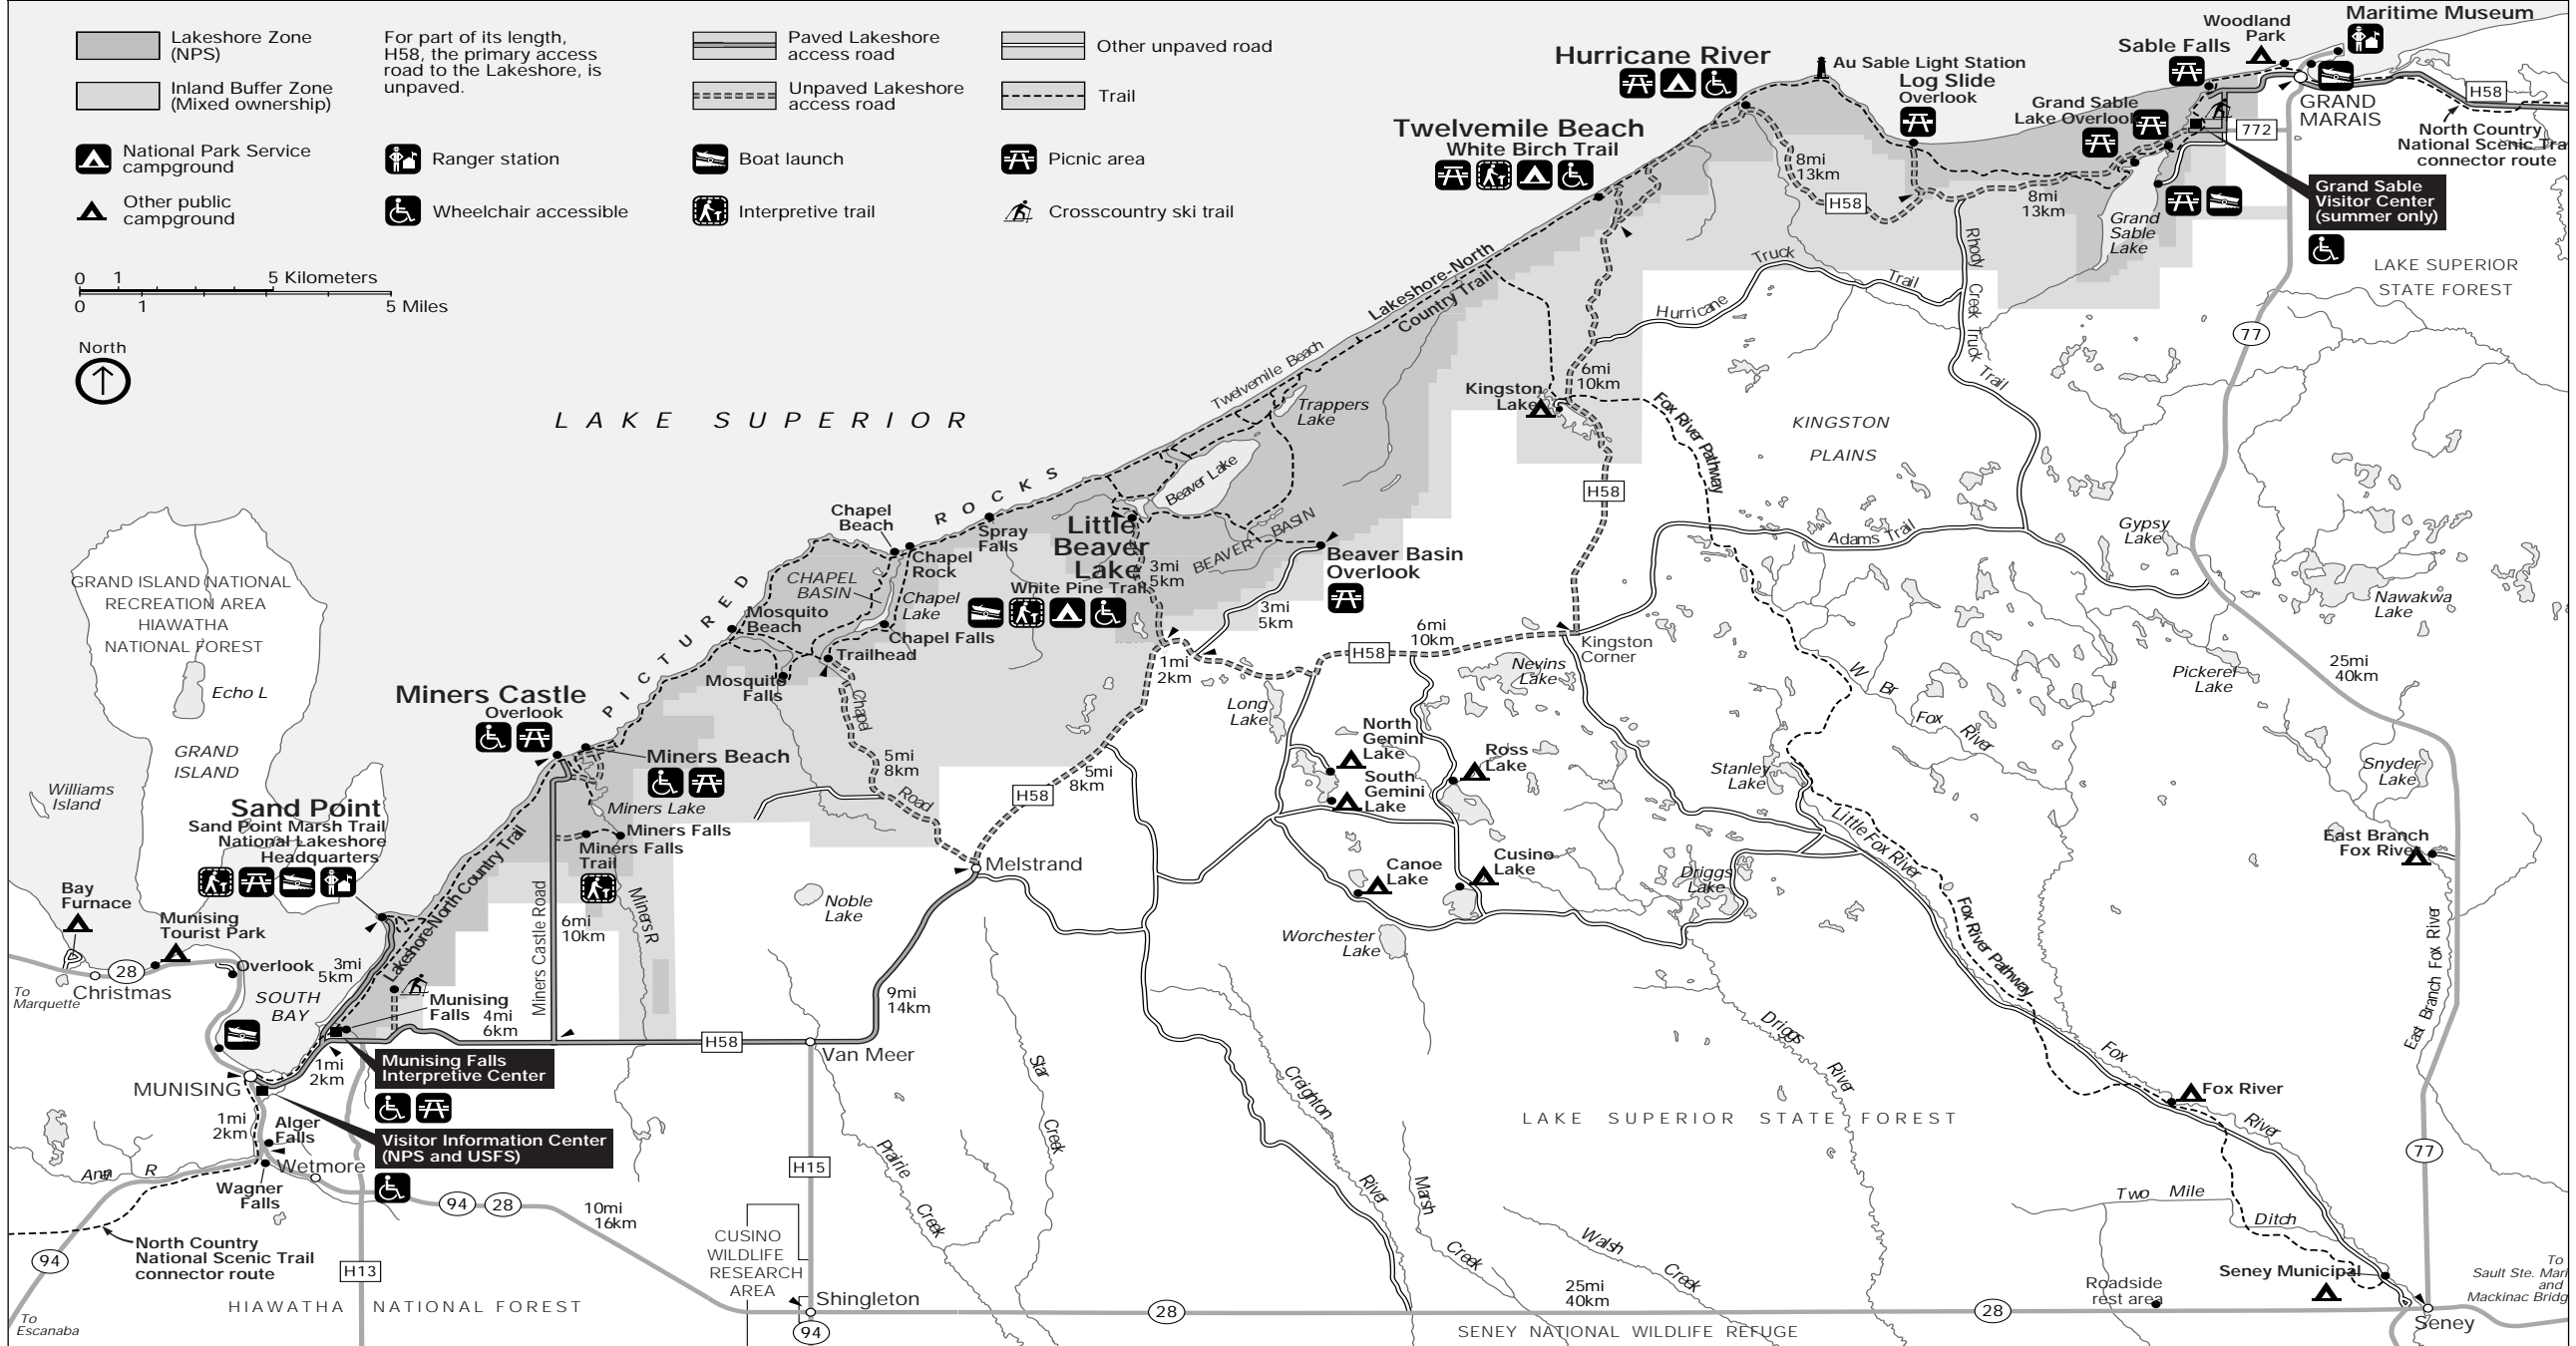 Lakeshore Zone
(NPS)
Inland Buffer Zone
(Mixed ownership)
For part of its length,
H58, the primary access
road to the Lakeshore, is
unpaved.
Paved Lakeshore
access road
Unpaved Lakeshore
access road
Other unpaved road
Trail
National Park Service
campground
Other public
campground
Ranger station
Wheelchair accessible
Boat launch
Interpretive trail
Picnic area
Crosscountry ski trail
0 1 5 Kilometers
0 1 5 Miles
North
LAKE SUPERIOR
Hurricane River
Au Sable Light Station
Log Slide
Overlook
Woodland
Park
Maritime Museum
Sable Falls
Grand Sable
Lake Overlook
GRAND
MARAIS
H58
772
North Country
National Scenic Tra
connector route
Grand Sable
Visitor Center
(summer only)
LAKE SUPERIOR
STATE FOREST
Twelvemile Beach
White Birch Trail
8mi
13km
H58
8mi
13km
Grand
Sable
Lake
Lakeshore-North
Country Trail
Truck
Trail
Hurricane
Rhody
Creek
Truck
Trail
77
Twelvemile Beach
Kingston
Lake
6mi
10km
Fox River Pathway
KINGSTON
PLAINS
Trappers
Lake
Beaver Lake
H58
PICTURED
ROCKS
Chapel
Beach
Spray
Falls
Chapel
Rock
Little
Beaver
Lake
White Pine Trail
3mi
5km
BEAVER BASIN
Beaver Basin
Overlook
3mi
5km
Adams Trail
Gypsy
Lake
Nawakwa
Lake
GRAND ISLAND NATIONAL
RECREATION AREA
HIAWATHA
NATIONAL FOREST
Echo L
GRAND
ISLAND
Williams
Island
CHAPEL
BASIN
Chapel
Lake
Mosquito
Beach
Chapel Falls
Trailhead
Mosquito
Falls
Chapel
Road
5mi
8km
1mi
2km
H58
6mi
10km
Kingston
Corner
Nevins
Lake
Long
Lake
W Br
Fox
River
Pickerel
Lake
25mi
40km
Miners Castle
Overlook
Miners Beach
Miners Lake
Miners Falls
Miners Falls
Trail
H58
5mi
8km
North
Gemini
Lake
South
Gemini
Lake
Ross
Lake
Stanley
Lake
Little Fox River
Snyder
Lake
East Branch
Fox River
Sand Point
Sand Point Marsh Trail
National Lakeshore
Headquarters
Lakeshore-North Country Trail
Melstrand
Noble
Lake
Canoe
Lake
Cusino
Lake
Driggs
Lake
Worchester
Lake
Fox River Pathway
East Branch Fox River
Bay
Furnace
Munising
Tourist Park
Overlook
28
Christmas
To
Marquette
SOUTH
BAY
3mi
5km
Munising
Falls
4mi
6km
Miners Castle Road
6mi
10km
Miners R
9mi
14km
H58
Van Meer
Munising Falls
Interpretive Center
MUNISING
1mi
2km
1mi
2km
Alger
Falls
Visitor Information Center
(NPS and USFS)
Wetmore
Wagner
Falls
Anna R
94
28
10mi
16km
H15
Star
Creek
Prairie
Creek
Creighton
River
Marsh
Creek
Driggs
River
Walsh
Creek
LAKE SUPERIOR STATE FOREST
Fox
River
Fox River
77
Two Mile
Ditch
North Country
National Scenic Trail
connector route
94
To
Escanaba
H13
HIAWATHA NATIONAL FOREST
CUSINO
WILDLIFE
RESEARCH
AREA
Shingleton
94
28
25mi
40km
28
SENEY NATIONAL WILDLIFE REFUGE
Roadside
rest area
Seney Municipal
Seney
To
Sault Ste. Mari
and
Mackinac Bridg